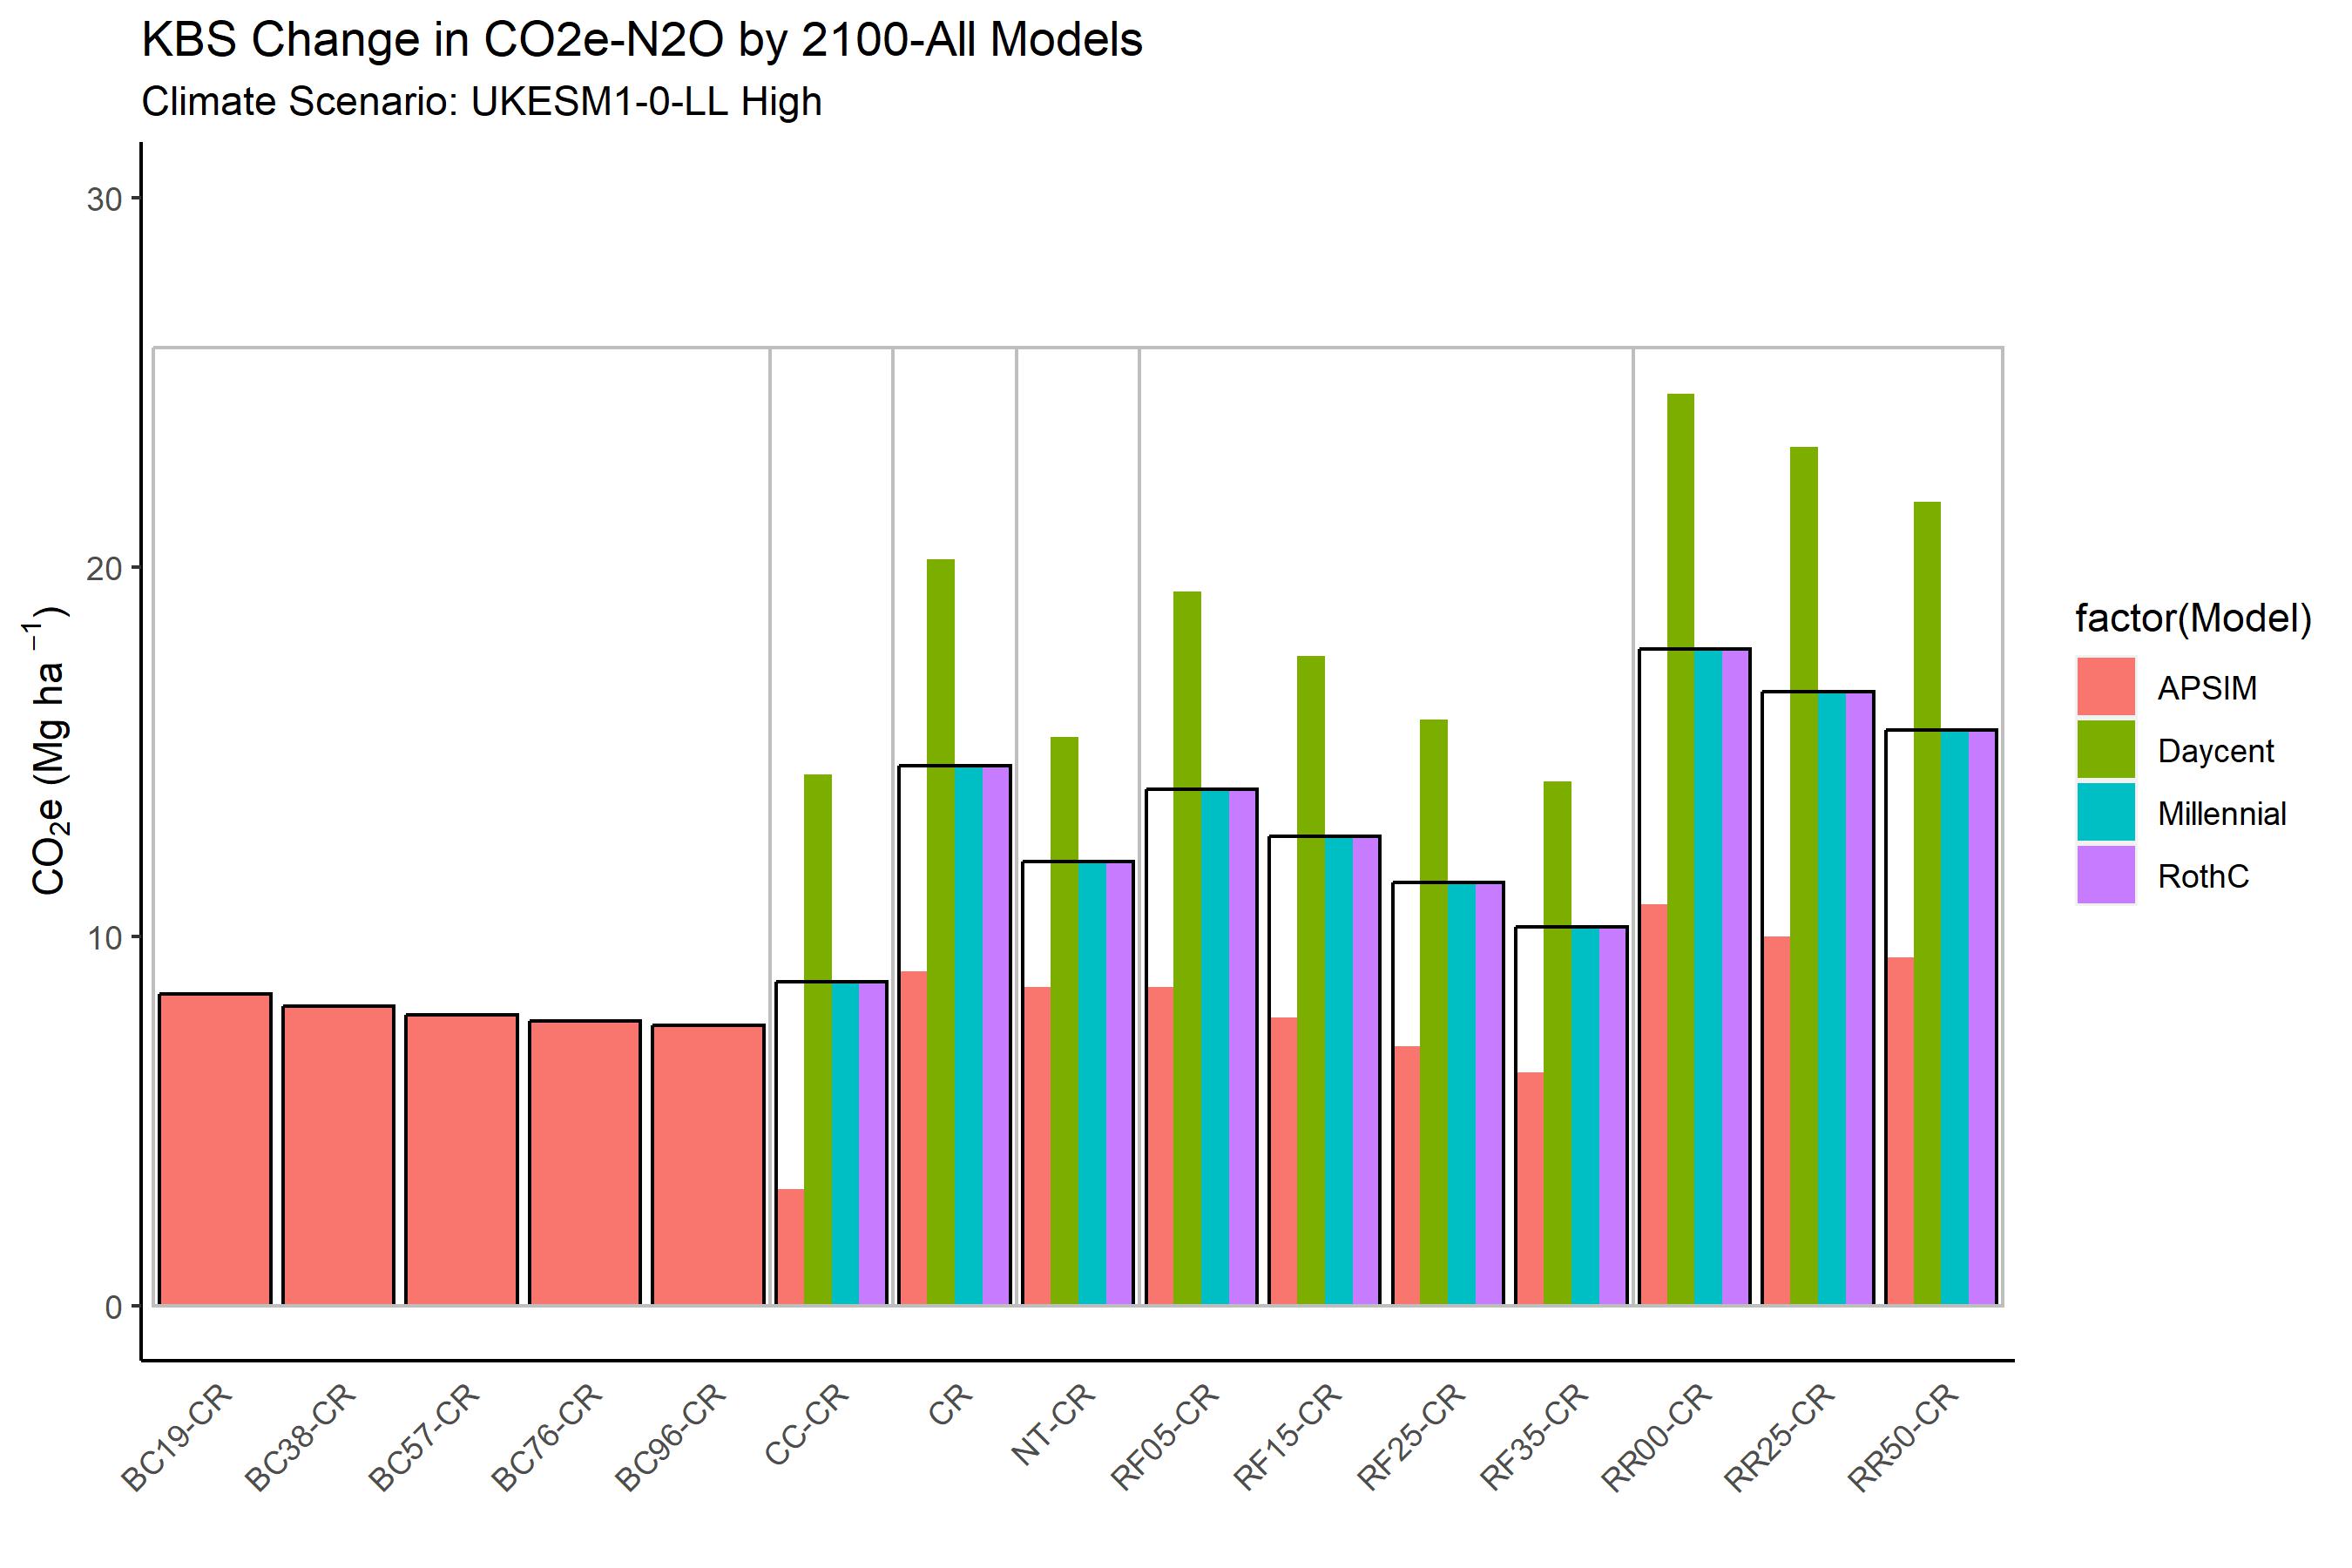 KBS Change in CO2e-N2O by 2100-All Models
Climate Scenario: UKESM1-0-LL High
CO₂e (Mg ha ⁻¹)
30
20
10
0
BC19-CR
BC38-CR
BC57-CR
BC76-CR
BC96-CR
CC-CR
CR
NT-CR
RF05-CR
RF15-CR
RF25-CR
RF35-CR
RR00-CR
RR25-CR
RR50-CR
factor(Model)
APSIM
Daycent
Millennial
RothC